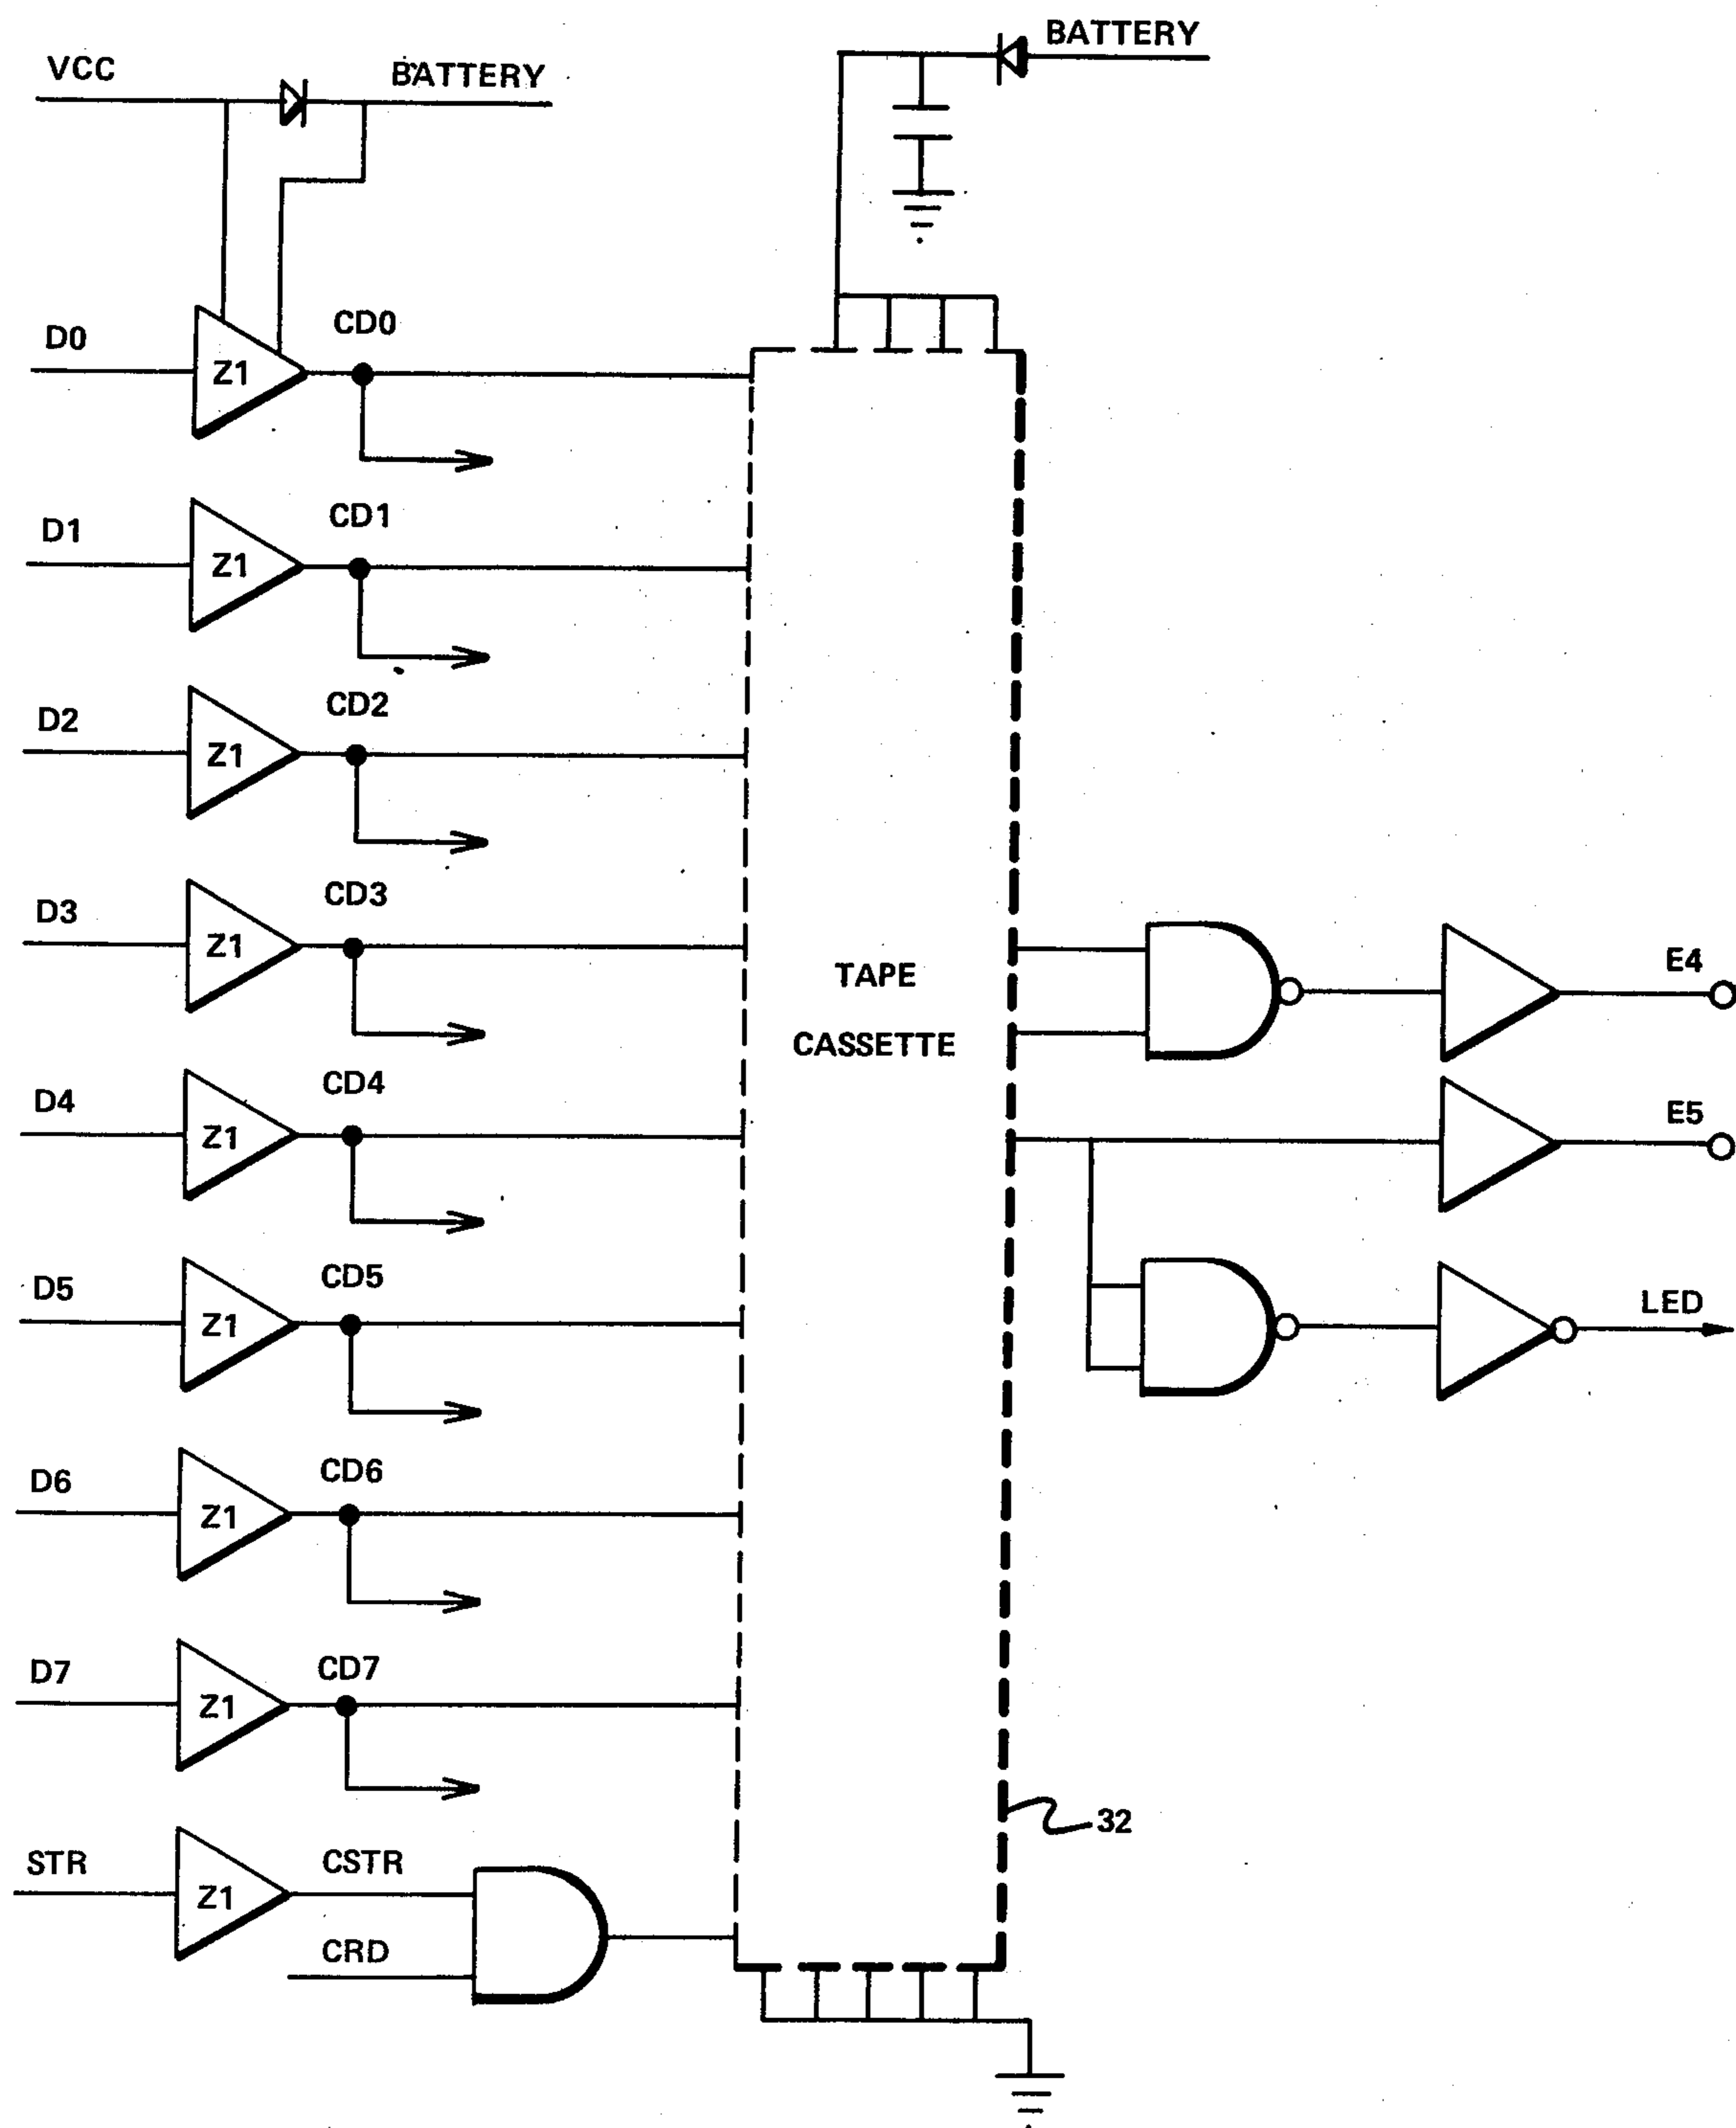 VCC
BATTERY
BATTERY
D0
Z1
CD0
D1
Z1
CD1
D2
Z1
CD2
D3
Z1
CD3
D4
Z1
CD4
D5
Z1
CD5
D6
Z1
CD6
D7
Z1
CD7
STR
Z1
CSTR
CRD
TAPE
CASSETTE
E4
E5
LED
32